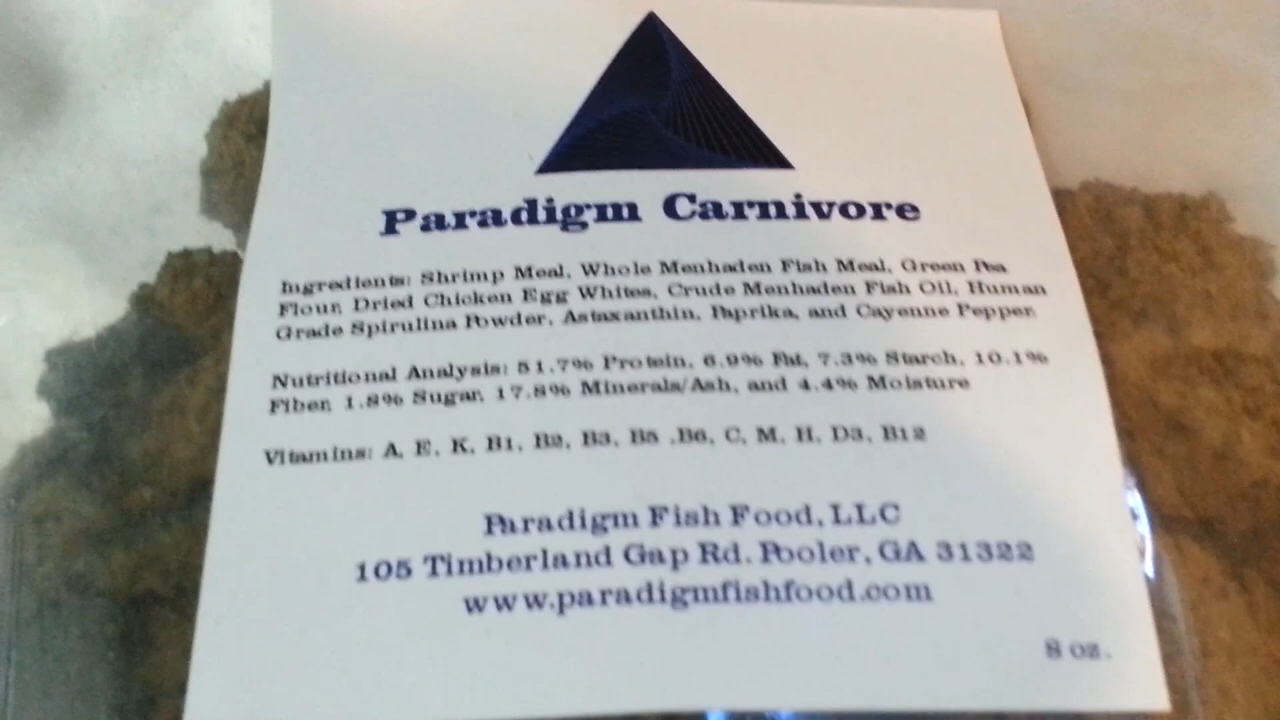 Paradigm Carnivore
Ingredients: Shrimp Meal, Whole Menhaden Fish Meal, Green Pea
Flour, Dried Chicken Egg Whites, Crude Menhaden Fish Oil, Human
Grade Spirulina Powder, Astaxanthin, Paprika, and Cayenne Pepper.
Nutritional Analysis: 51.7% Protein, 6.9% Fat, 7.3% Starch, 10.1%
Fiber, 1.8% Sugar, 17.8% Minerals/Ash, and 4.4% Moisture
Vitamins: A, E, K, B1, B2, B3, B5 ,B6, C, M, H, D3, B12
Paradigm Fish Food, LLC
105 Timberland Gap Rd. Pooler, GA 31322
www.paradigmfishfood.com
8 oz.